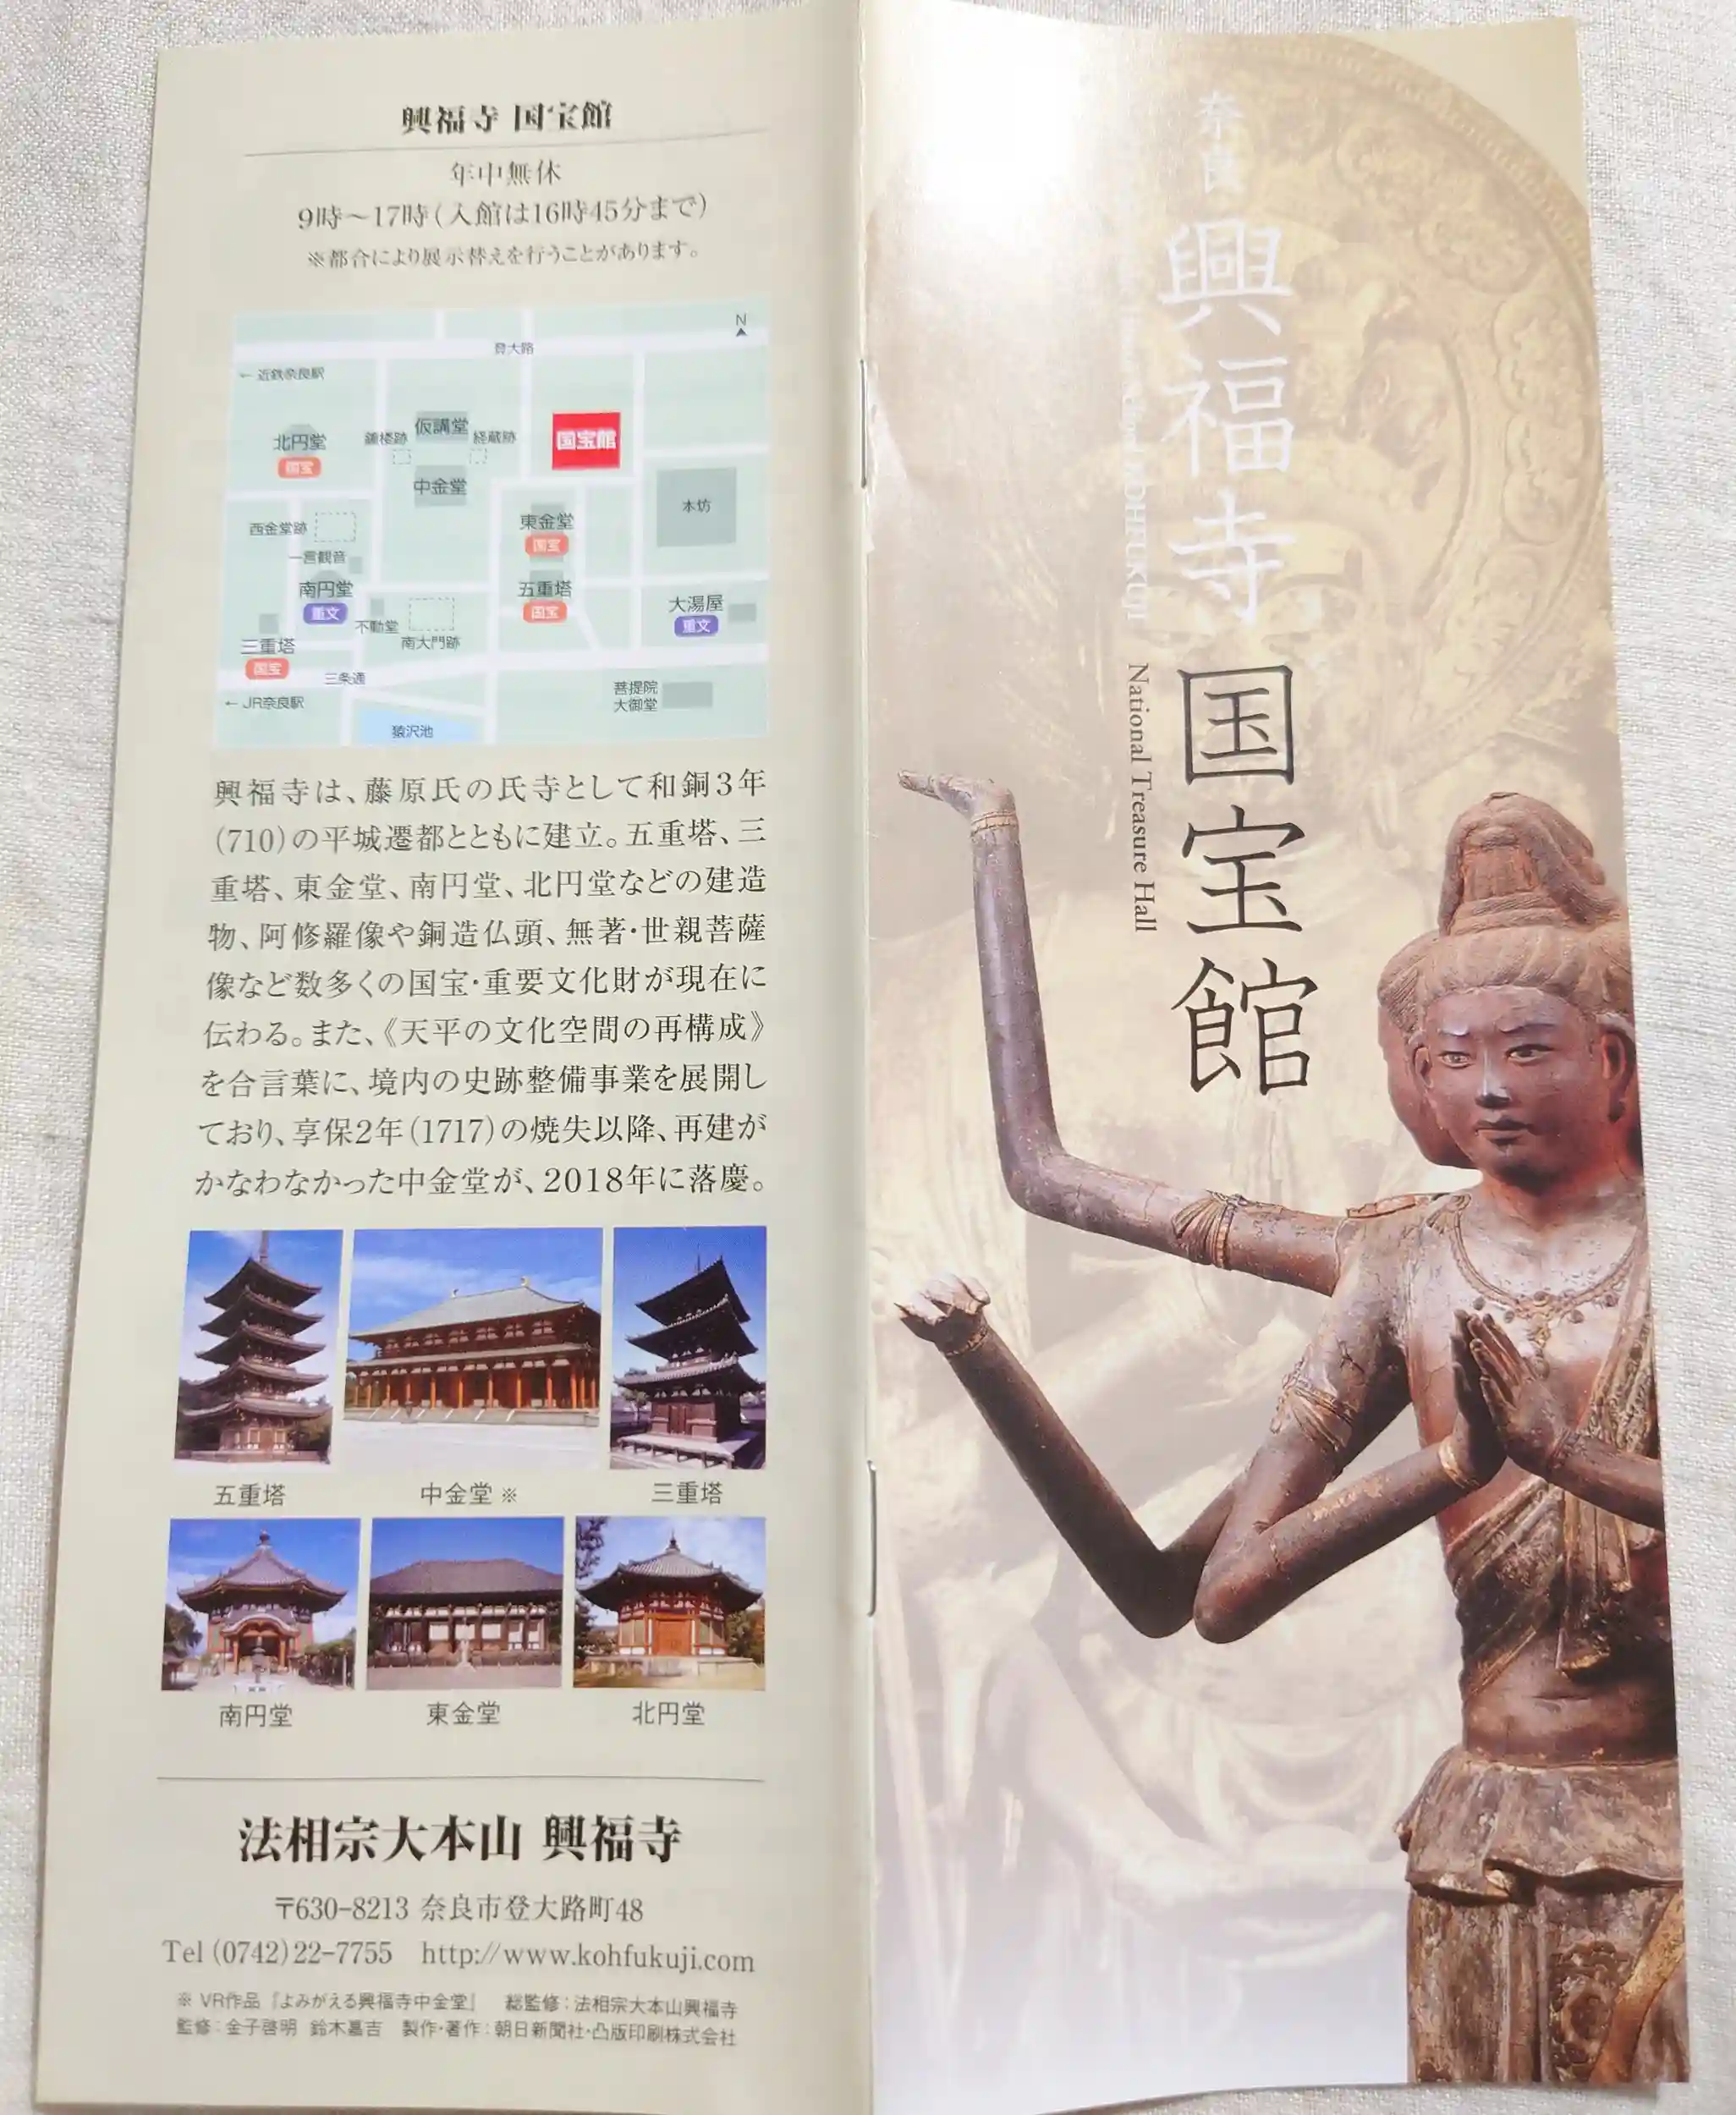 興福寺 国宝館
年中無休
9時～17時(入館は16時45分まで)
※都合により展示替えを行うことがあります。
N
登大路
← 近鉄奈良駅
北円堂
国宝
鐘楼跡
仮講堂
経蔵跡
国宝館
中金堂
本坊
西金堂跡
東金堂
国宝
一言観音
南円堂
重文
五重塔
国宝
大湯屋
重文
不動堂
南大門跡
三重塔
国宝
三条通
← JR奈良駅
菩提院
大御堂
猿沢池
興福寺は、藤原氏の氏寺として和銅3年
(710)の平城遷都とともに建立。五重塔、三
重塔、東金堂、南円堂、北円堂などの建造
物、阿修羅像や銅造仏頭、無著・世親菩薩
像など数多くの国宝・重要文化財が現在に
伝わる。また、《天平の文化空間の再構成》
を合言葉に、境内の史跡整備事業を展開し
ており、享保2年(1717)の焼失以降、再建が
かなわなかった中金堂が、2018年に落慶。
五重塔
中金堂 ※
三重塔
南円堂
東金堂
北円堂
法相宗大本山 興福寺
〒630-8213 奈良市登大路町48
Tel (0742)22-7755 http://www.kohfukuji.com
※ VR作品『よみがえる興福寺中金堂』 総監修：法相宗大本山興福寺
監修：金子啓明 鈴木嘉吉 製作・著作：朝日新聞社・凸版印刷株式会社
奈良
興福寺 国宝館
KOHFUKUJI
National Treasure Hall